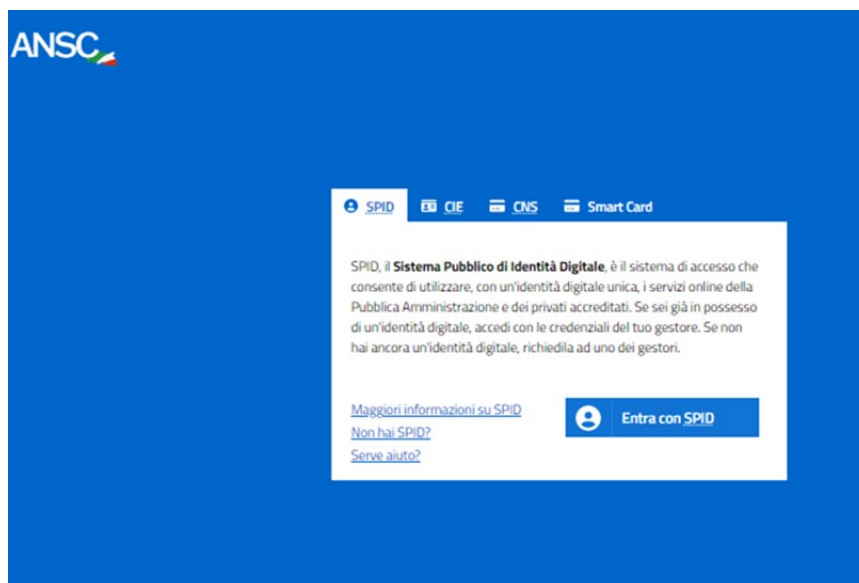 ANSC
SPID CIE CNS Smart Card
SPID, il Sistema Pubblico di Identità Digitale, è il sistema di accesso che
consente di utilizzare, con un'identità digitale unica, i servizi online della
Pubblica Amministrazione e dei privati accreditati. Se sei già in possesso
di un'identità digitale, accedi con le credenziali del tuo gestore. Se non
hai ancora un'identità digitale, richiedila ad uno dei gestori.
Maggiori informazioni su SPID
Non hai SPID?
Serve aiuto?
Entra con SPID